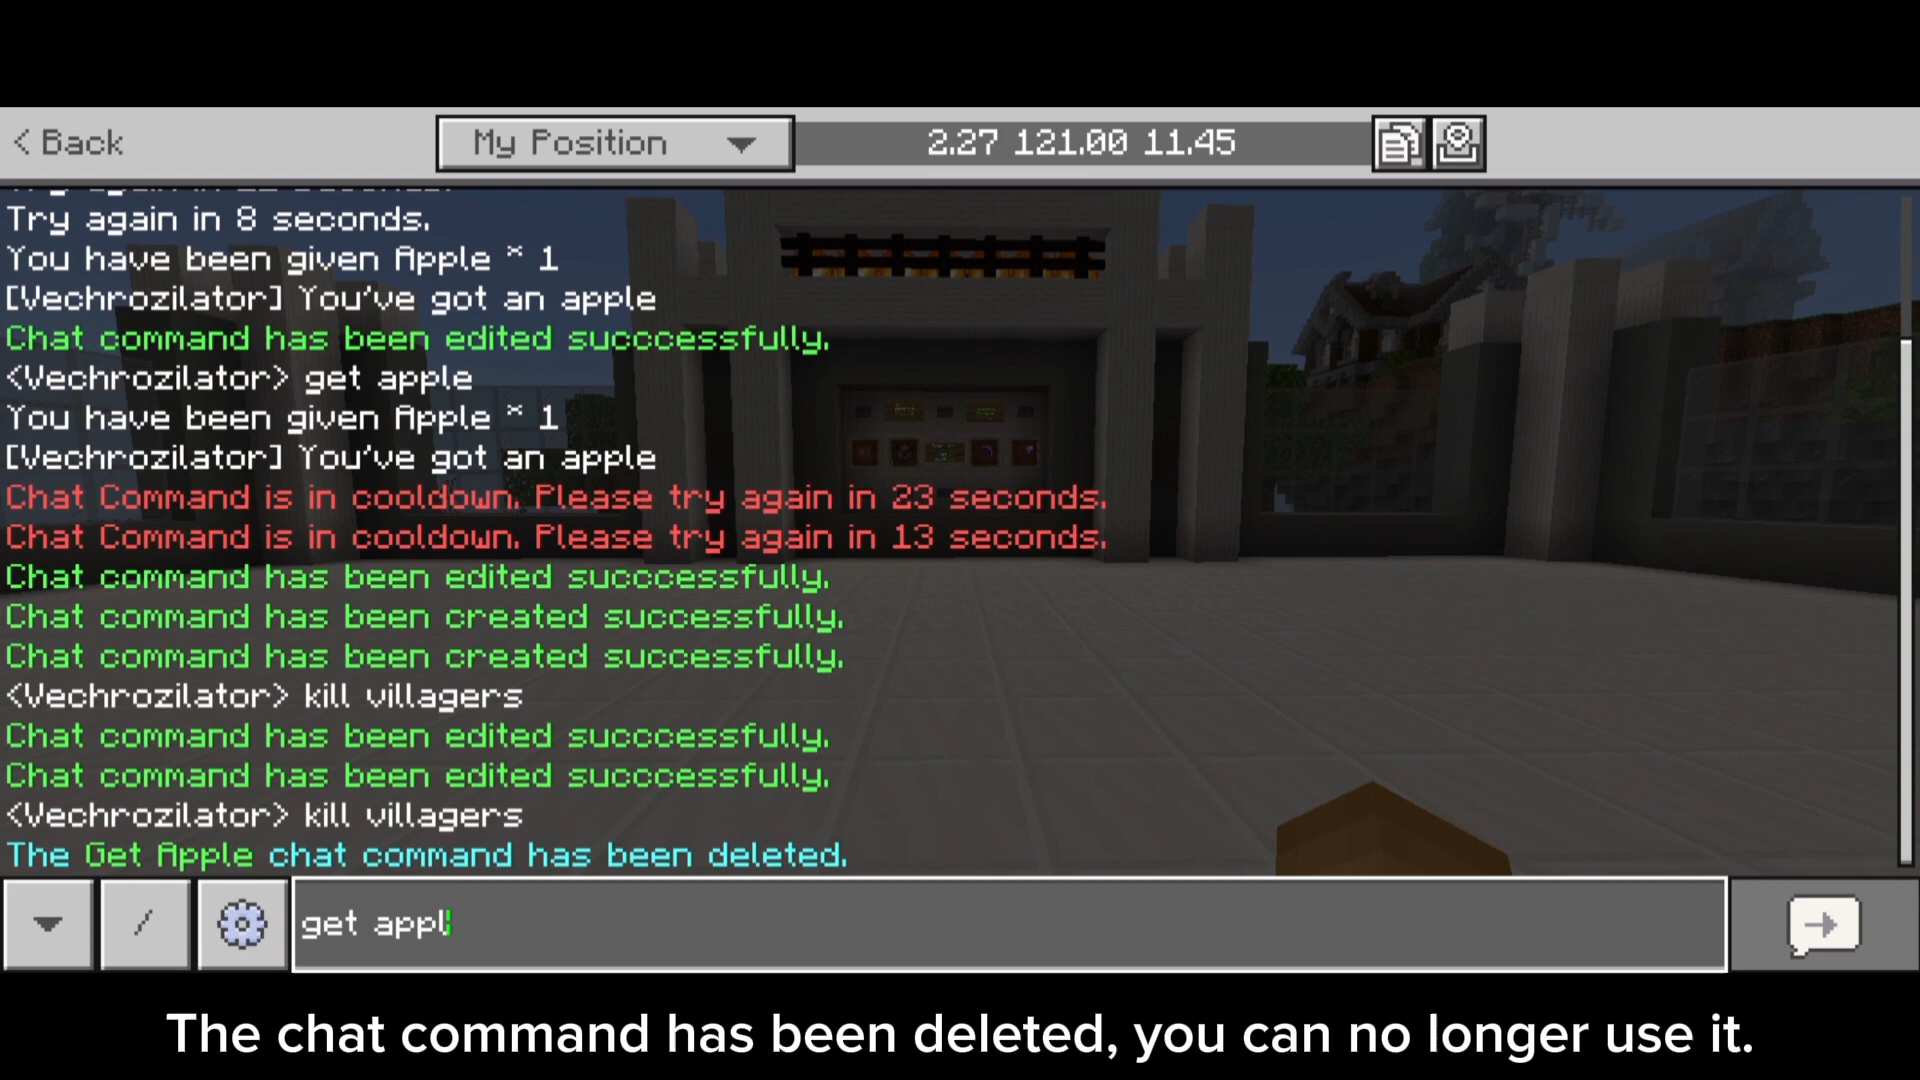 < Back
My Position
2.27 121.00 11.45
Try again in 8 seconds.
You have been given Apple * 1
[Vechrozilator] You've got an apple
Chat command has been edited succcessfully.
<Vechrozilator> get apple
You have been given Apple * 1
[Vechrozilator] You've got an apple
Chat Command is in cooldown. Please try again in 23 seconds.
Chat Command is in cooldown. Please try again in 13 seconds.
Chat command has been edited succcessfully.
Chat command has been created successfully.
Chat command has been created successfully.
<Vechrozilator> kill villagers
Chat command has been edited succcessfully.
Chat command has been edited succcessfully.
<Vechrozilator> kill villagers
The Get Apple chat command has been deleted.
/
get appl
The chat command has been deleted, you can no longer use it.